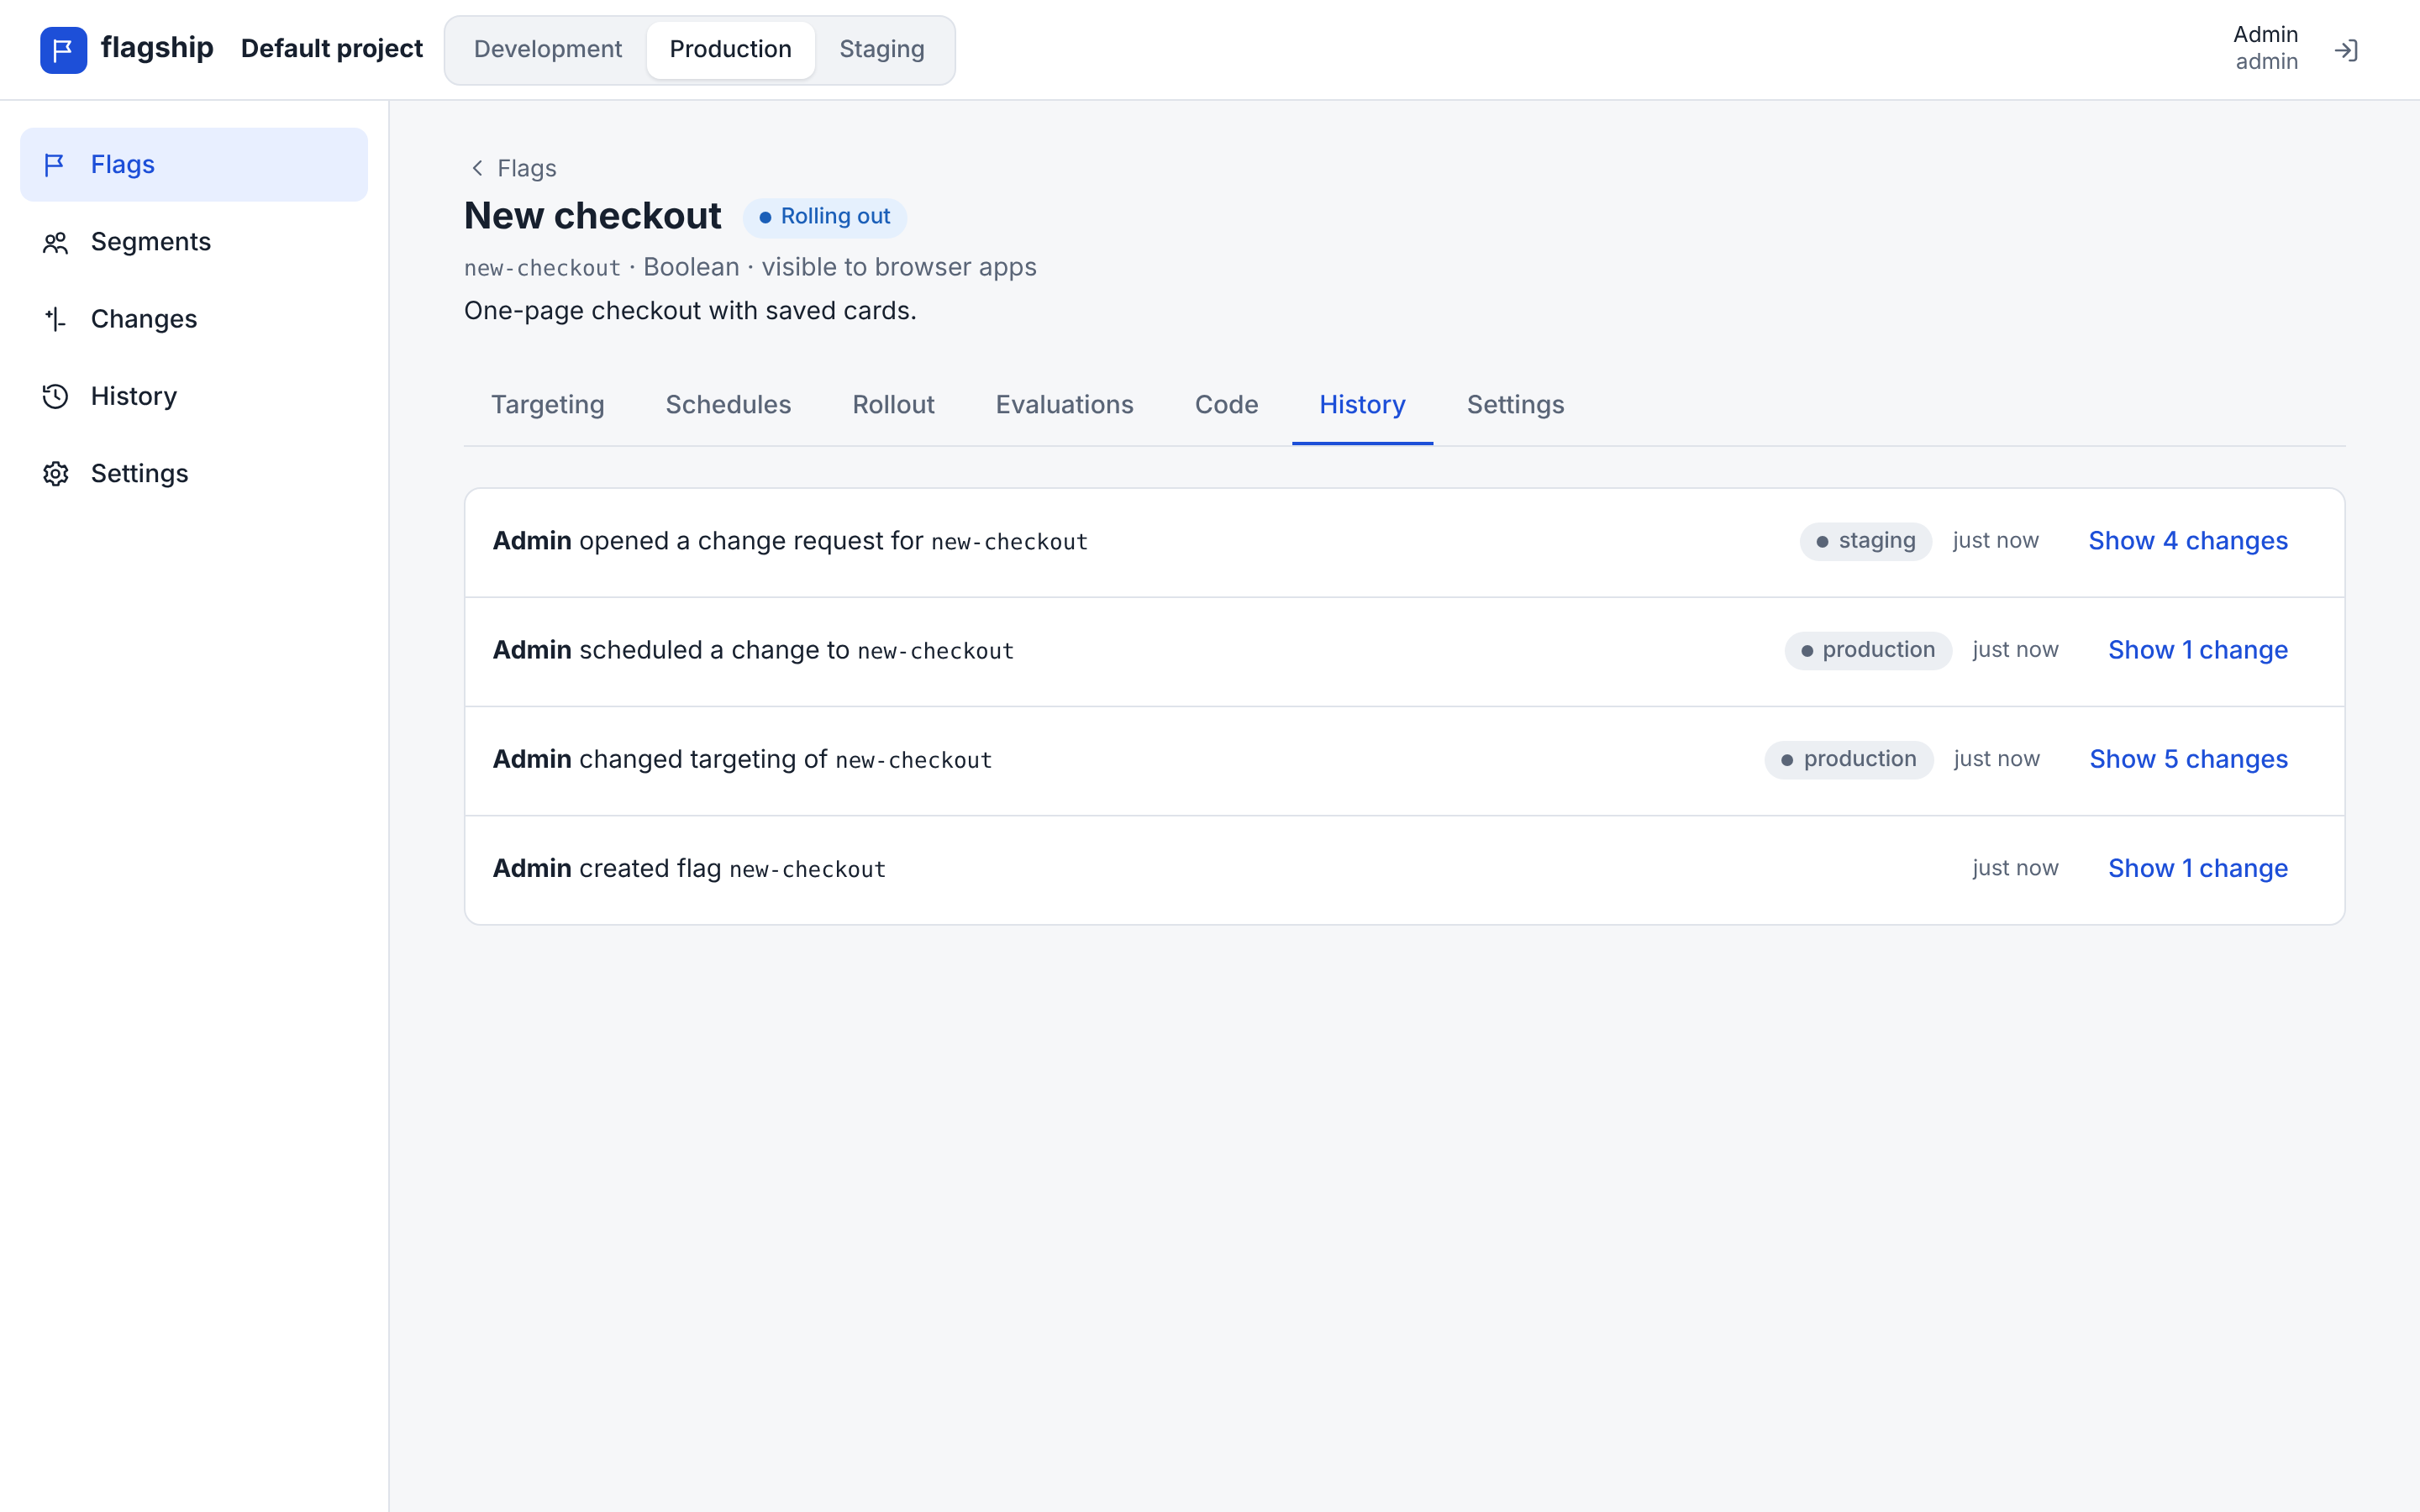 flagship Default project Development Production Staging Admin
admin
Flags
Segments
Changes
History
Settings
Flags
New checkout Rolling out
new-checkout · Boolean · visible to browser apps
One-page checkout with saved cards.
Targeting Schedules Rollout Evaluations Code History Settings
Admin opened a change request for new-checkout staging just now Show 4 changes
Admin scheduled a change to new-checkout production just now Show 1 change
Admin changed targeting of new-checkout production just now Show 5 changes
Admin created flag new-checkout just now Show 1 change